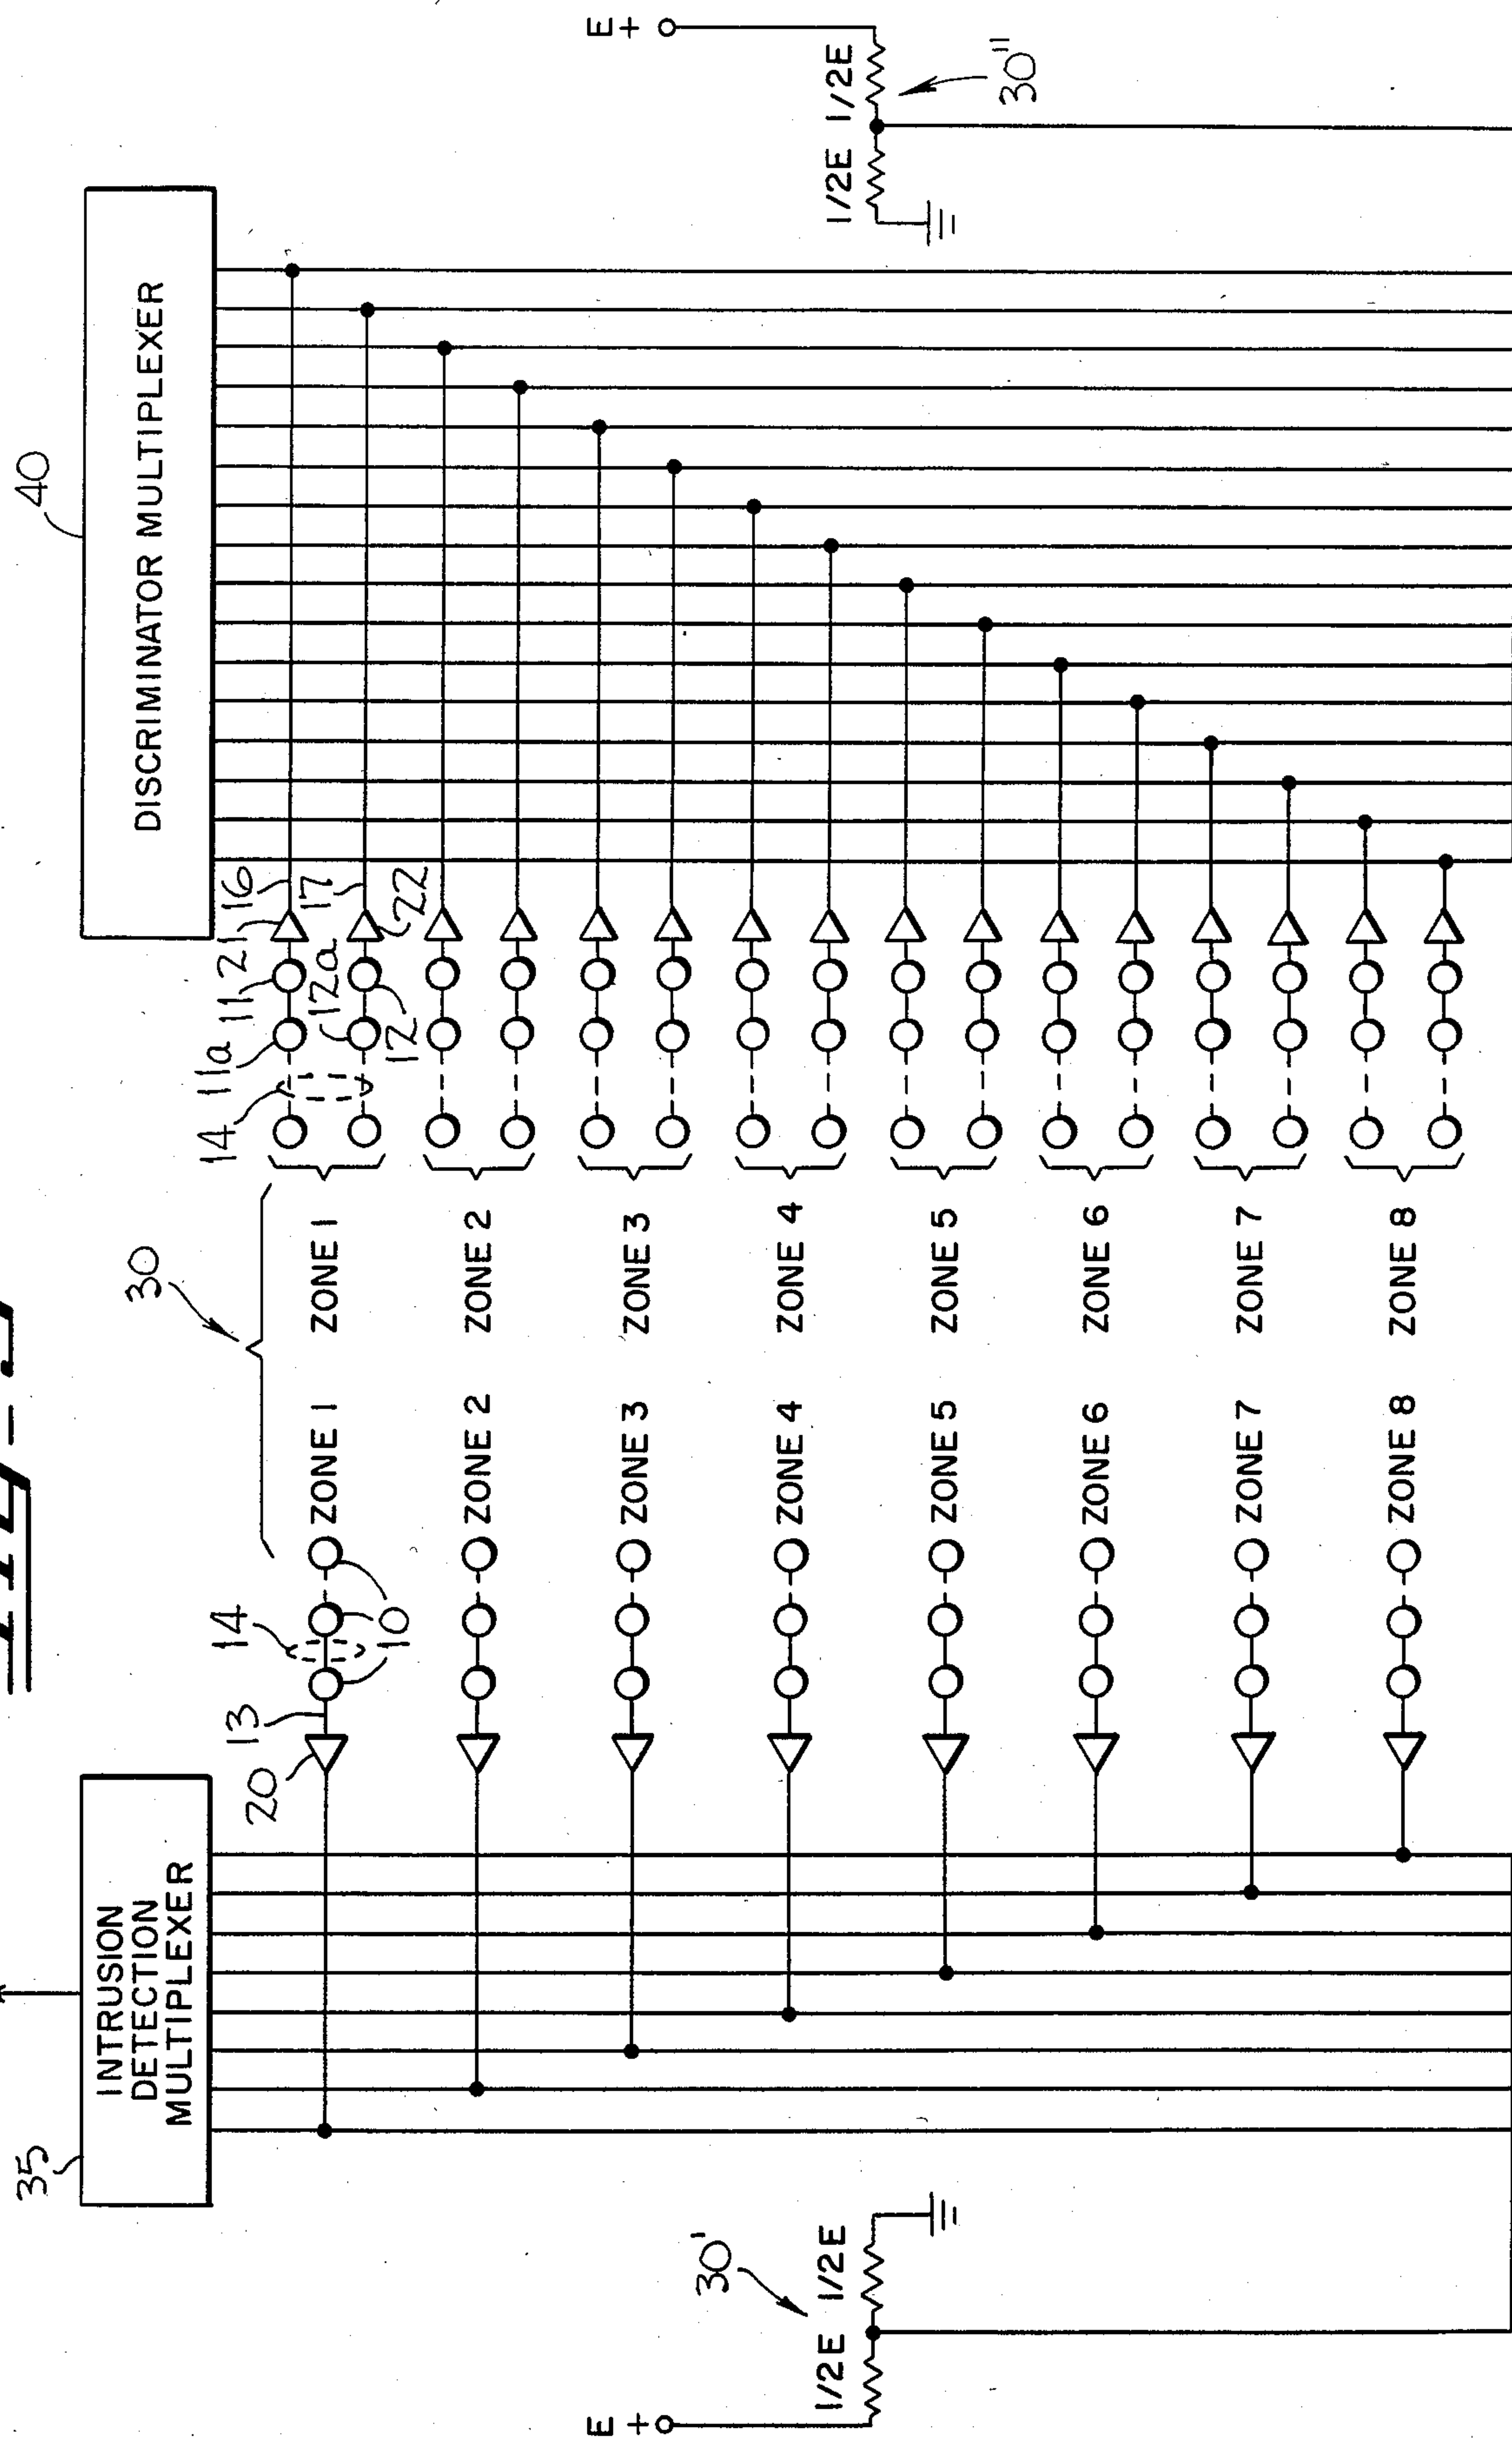 35
INTRUSION
DETECTION
MULTIPLEXER
40
DISCRIMINATOR MULTIPLEXER
E
+
30'
1/2E 1/2E
E
+
30"
1/2E 1/2E
20
13
14
10
30
14
11a
11
21
16
12a
12
17
22
ZONE 1 ZONE 1
ZONE 2 ZONE 2
ZONE 3 ZONE 3
ZONE 4 ZONE 4
ZONE 5 ZONE 5
ZONE 6 ZONE 6
ZONE 7 ZONE 7
ZONE 8 ZONE 8